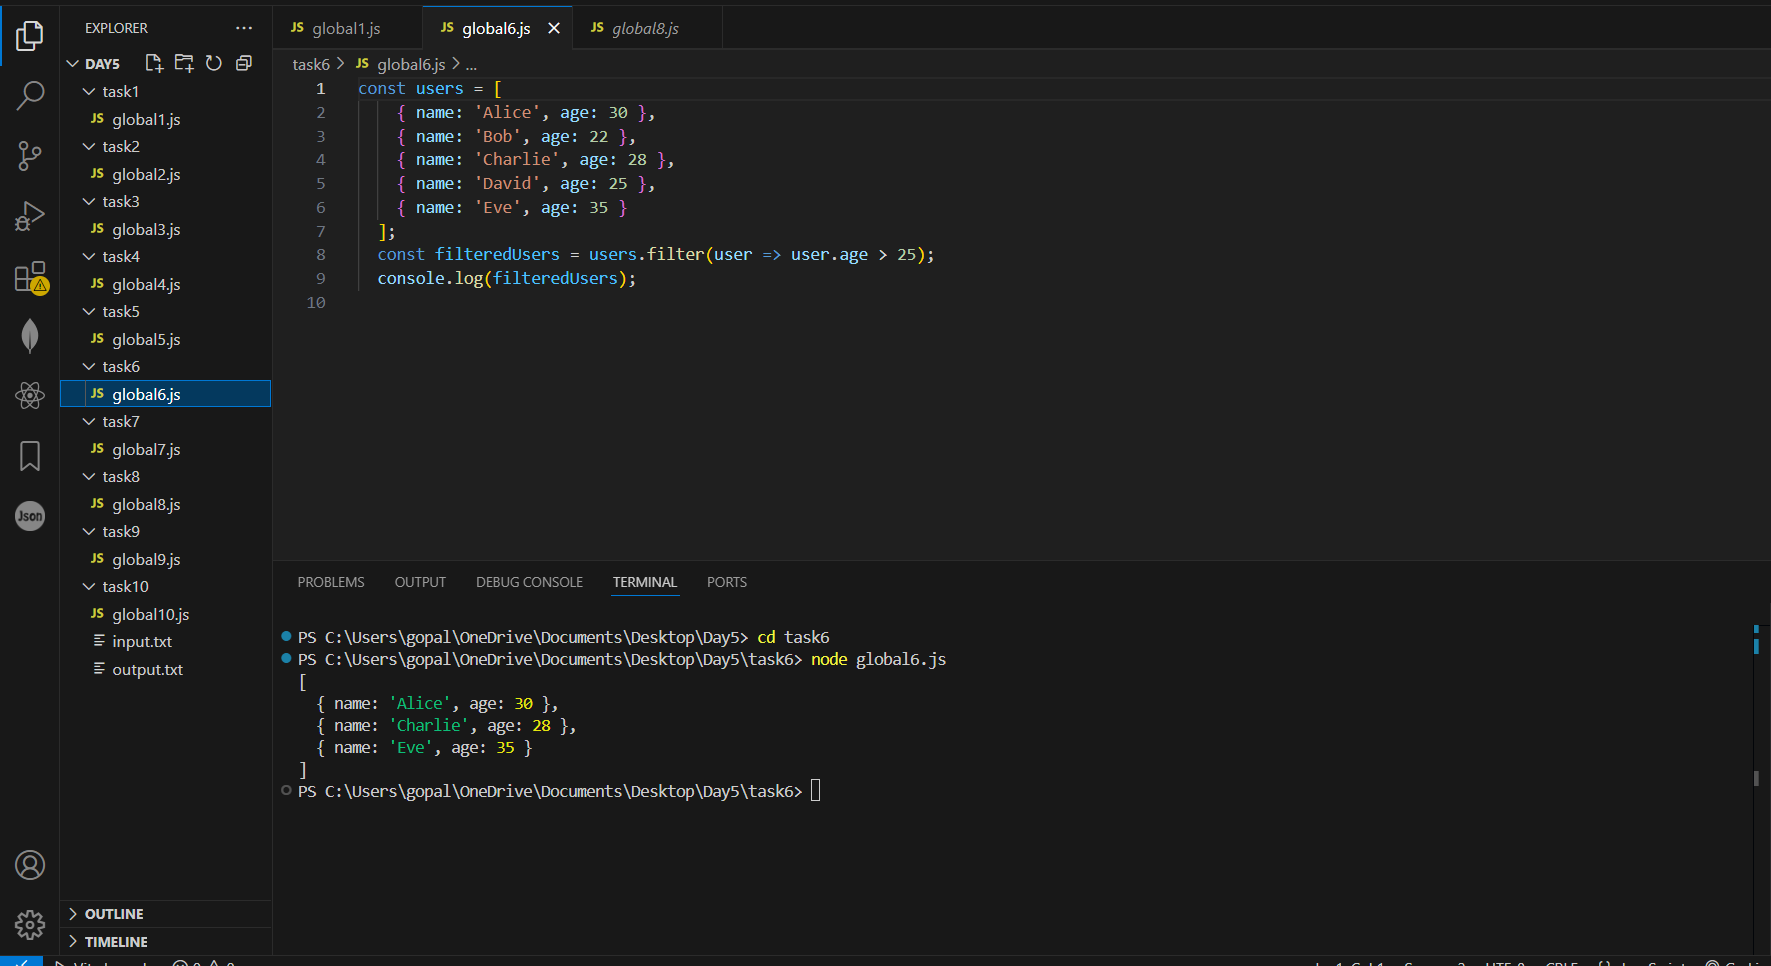 EXPLORER
DAY5
task1
JS global1.js
task2
JS global2.js
task3
JS global3.js
task4
JS global4.js
task5
JS global5.js
task6
JS global6.js
task7
JS global7.js
task8
JS global8.js
task9
JS global9.js
task10
JS global10.js
input.txt
output.txt
OUTLINE
TIMELINE
Json
JS global1.js
JS global6.js
JS global8.js
task6 > JS global6.js > ...
1 const users = [
2 { name: 'Alice', age: 30 },
3 { name: 'Bob', age: 22 },
4 { name: 'Charlie', age: 28 },
5 { name: 'David', age: 25 },
6 { name: 'Eve', age: 35 }
7 ];
8 const filteredUsers = users.filter(user => user.age > 25);
9 console.log(filteredUsers);
10
PROBLEMS OUTPUT DEBUG CONSOLE TERMINAL PORTS
PS C:\Users\gopal\OneDrive\Documents\Desktop\Day5> cd task6
PS C:\Users\gopal\OneDrive\Documents\Desktop\Day5\task6> node global6.js
[
{ name: 'Alice', age: 30 },
{ name: 'Charlie', age: 28 },
{ name: 'Eve', age: 35 }
]
PS C:\Users\gopal\OneDrive\Documents\Desktop\Day5\task6>